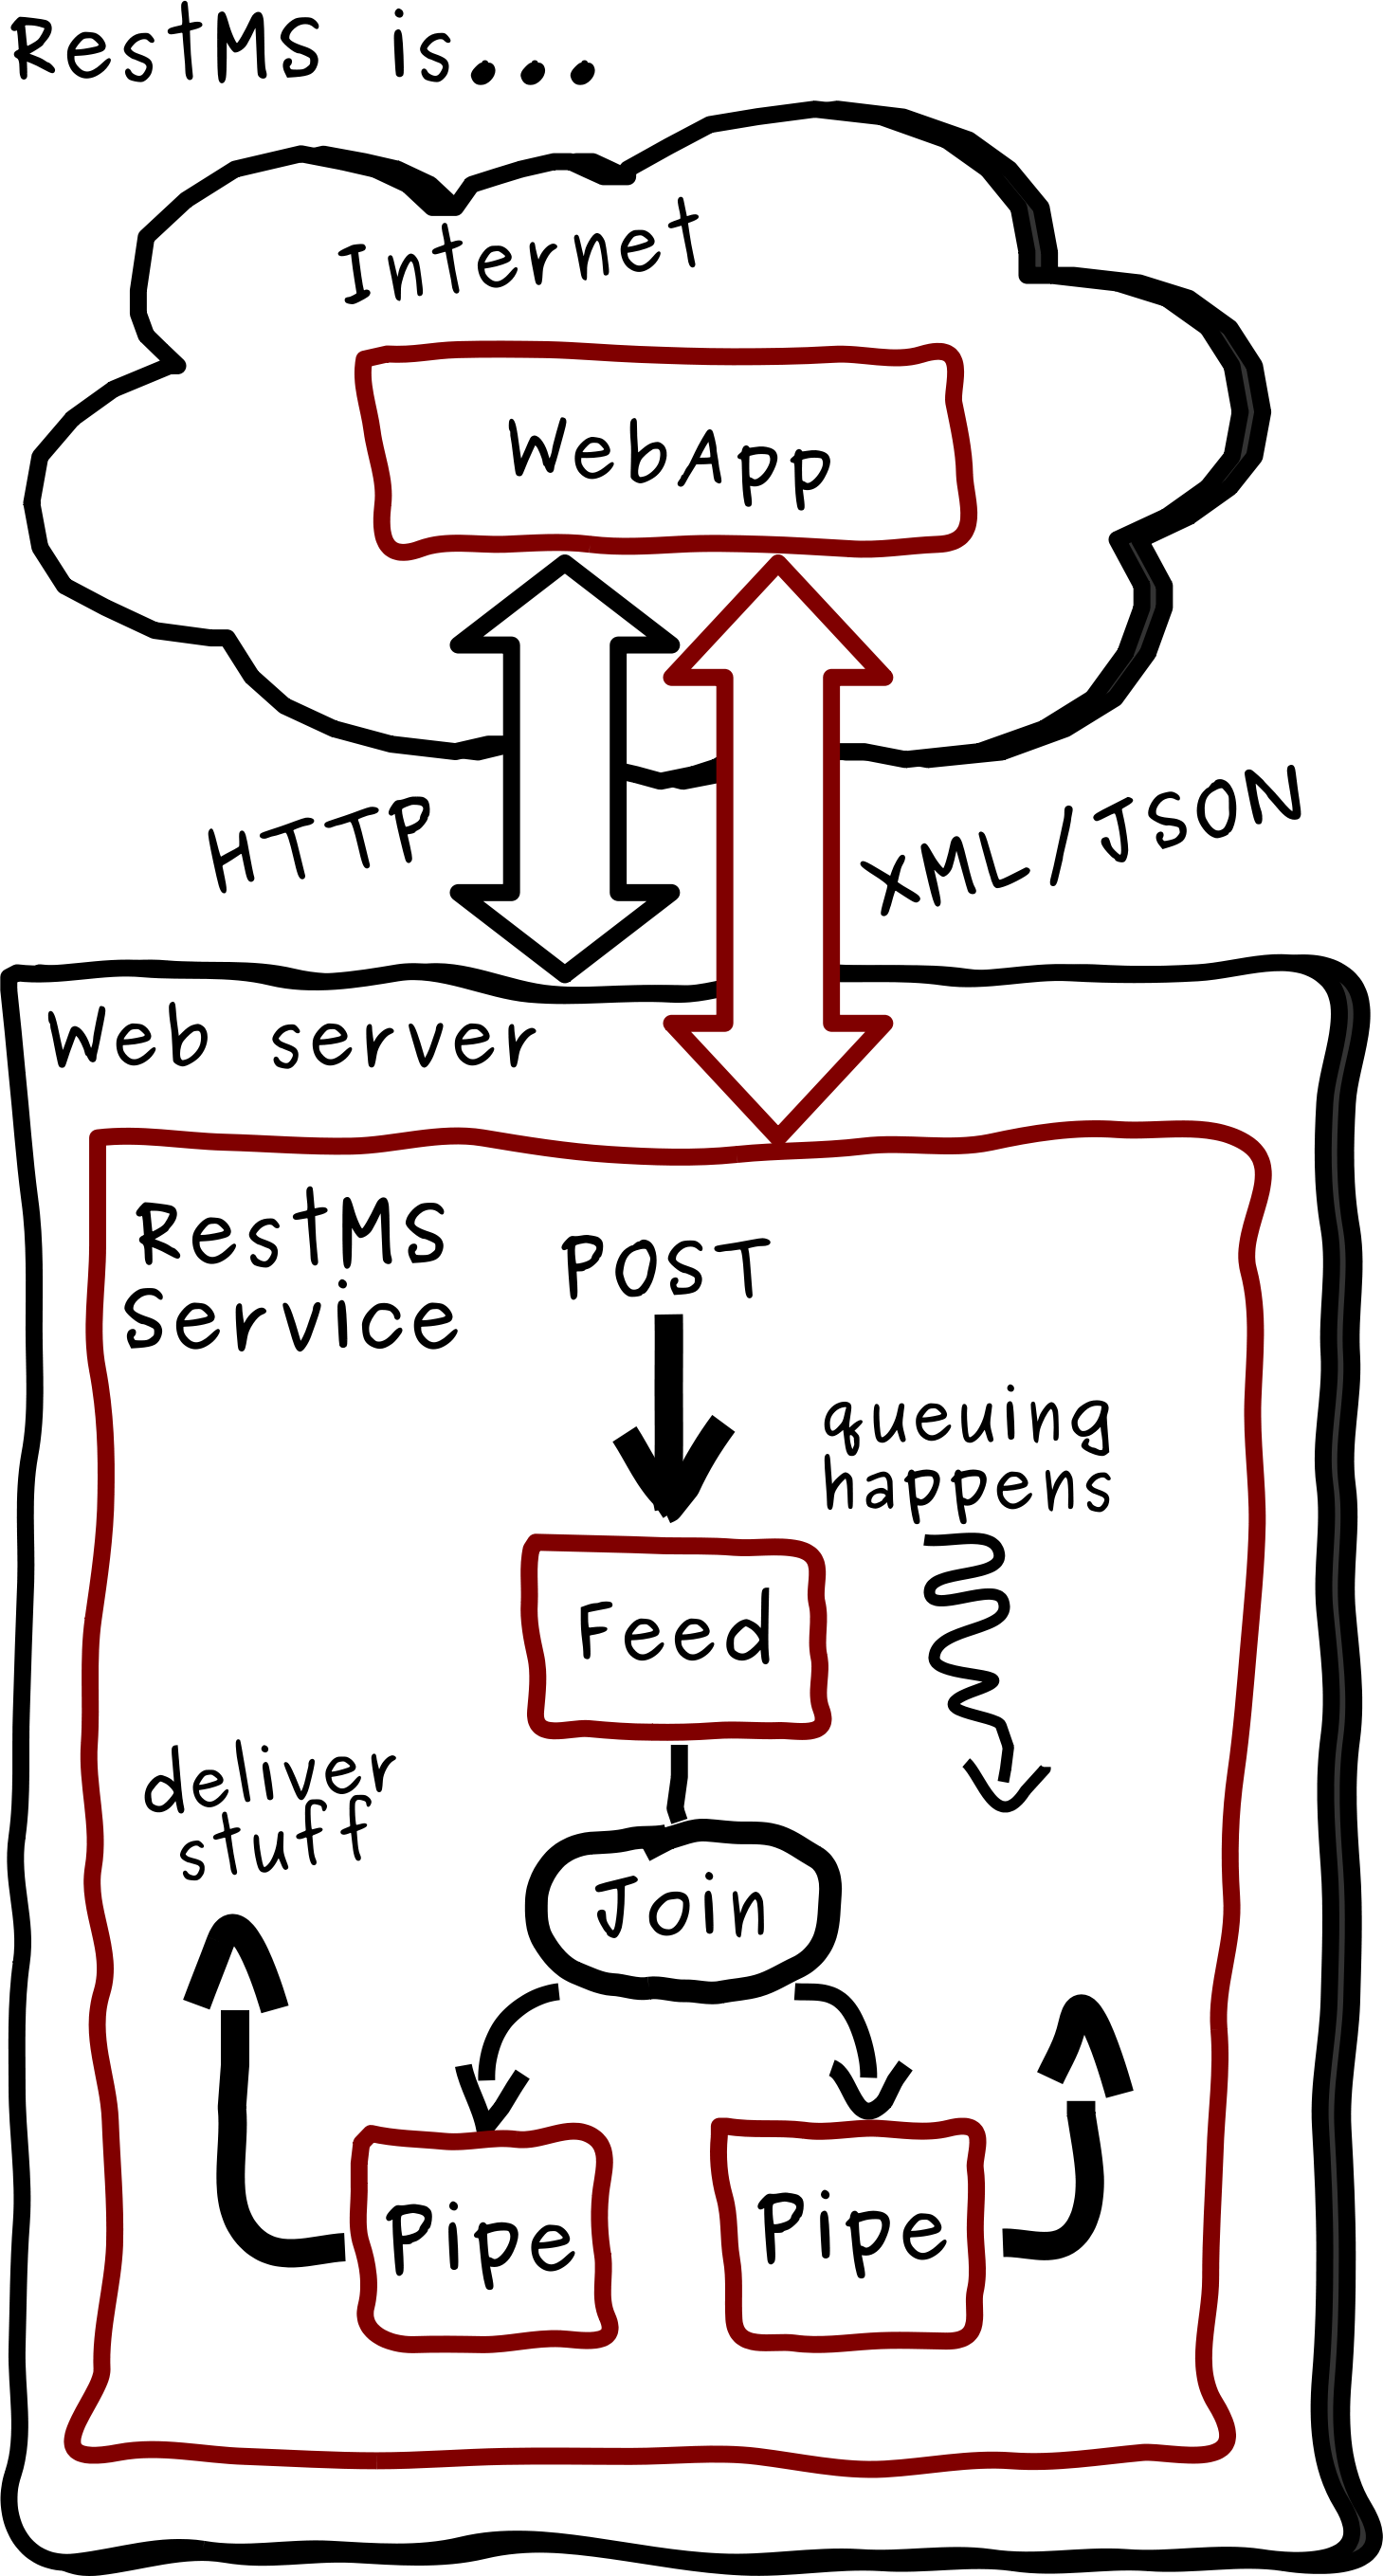 RestMS is...
Internet
WebApp
HTTP
XML/JSON
Web server
RestMS
Service
POST
queuing
happens
Feed
deliver
stuff
Join
Pipe
Pipe